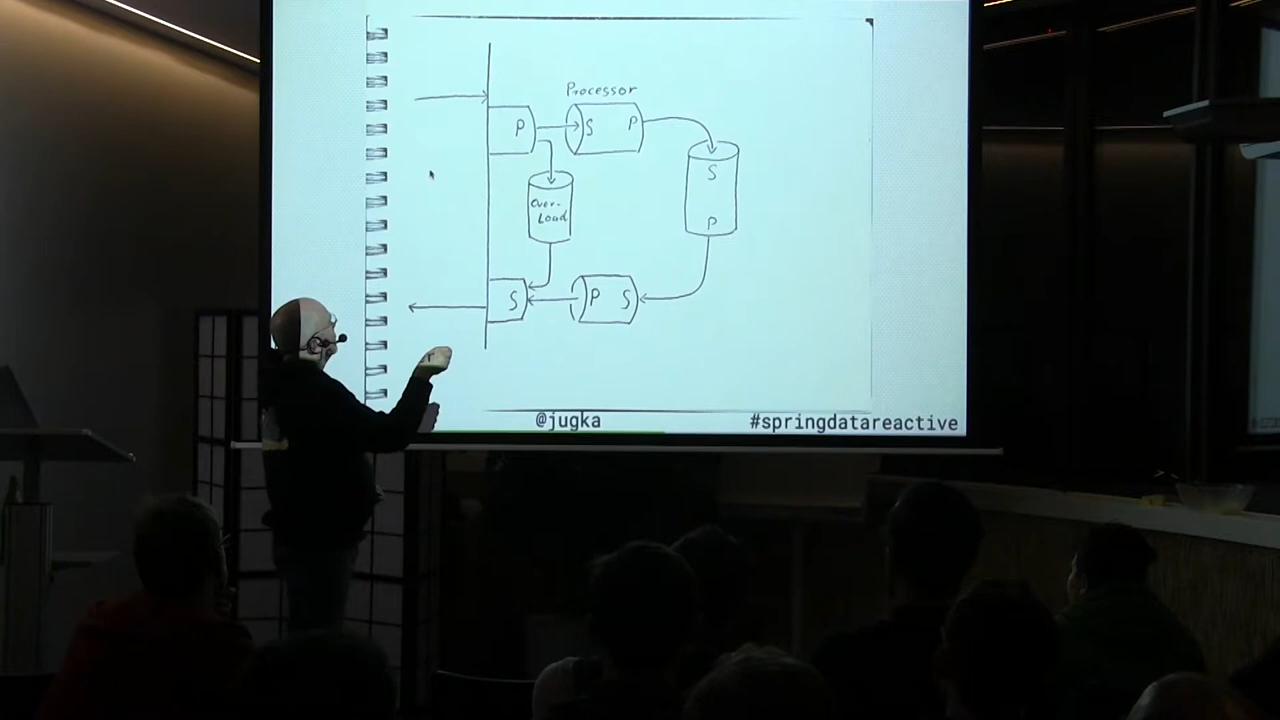 Processor
P
S P
S
Over-
Load
P
S
P S
@jugka #springdatareactive